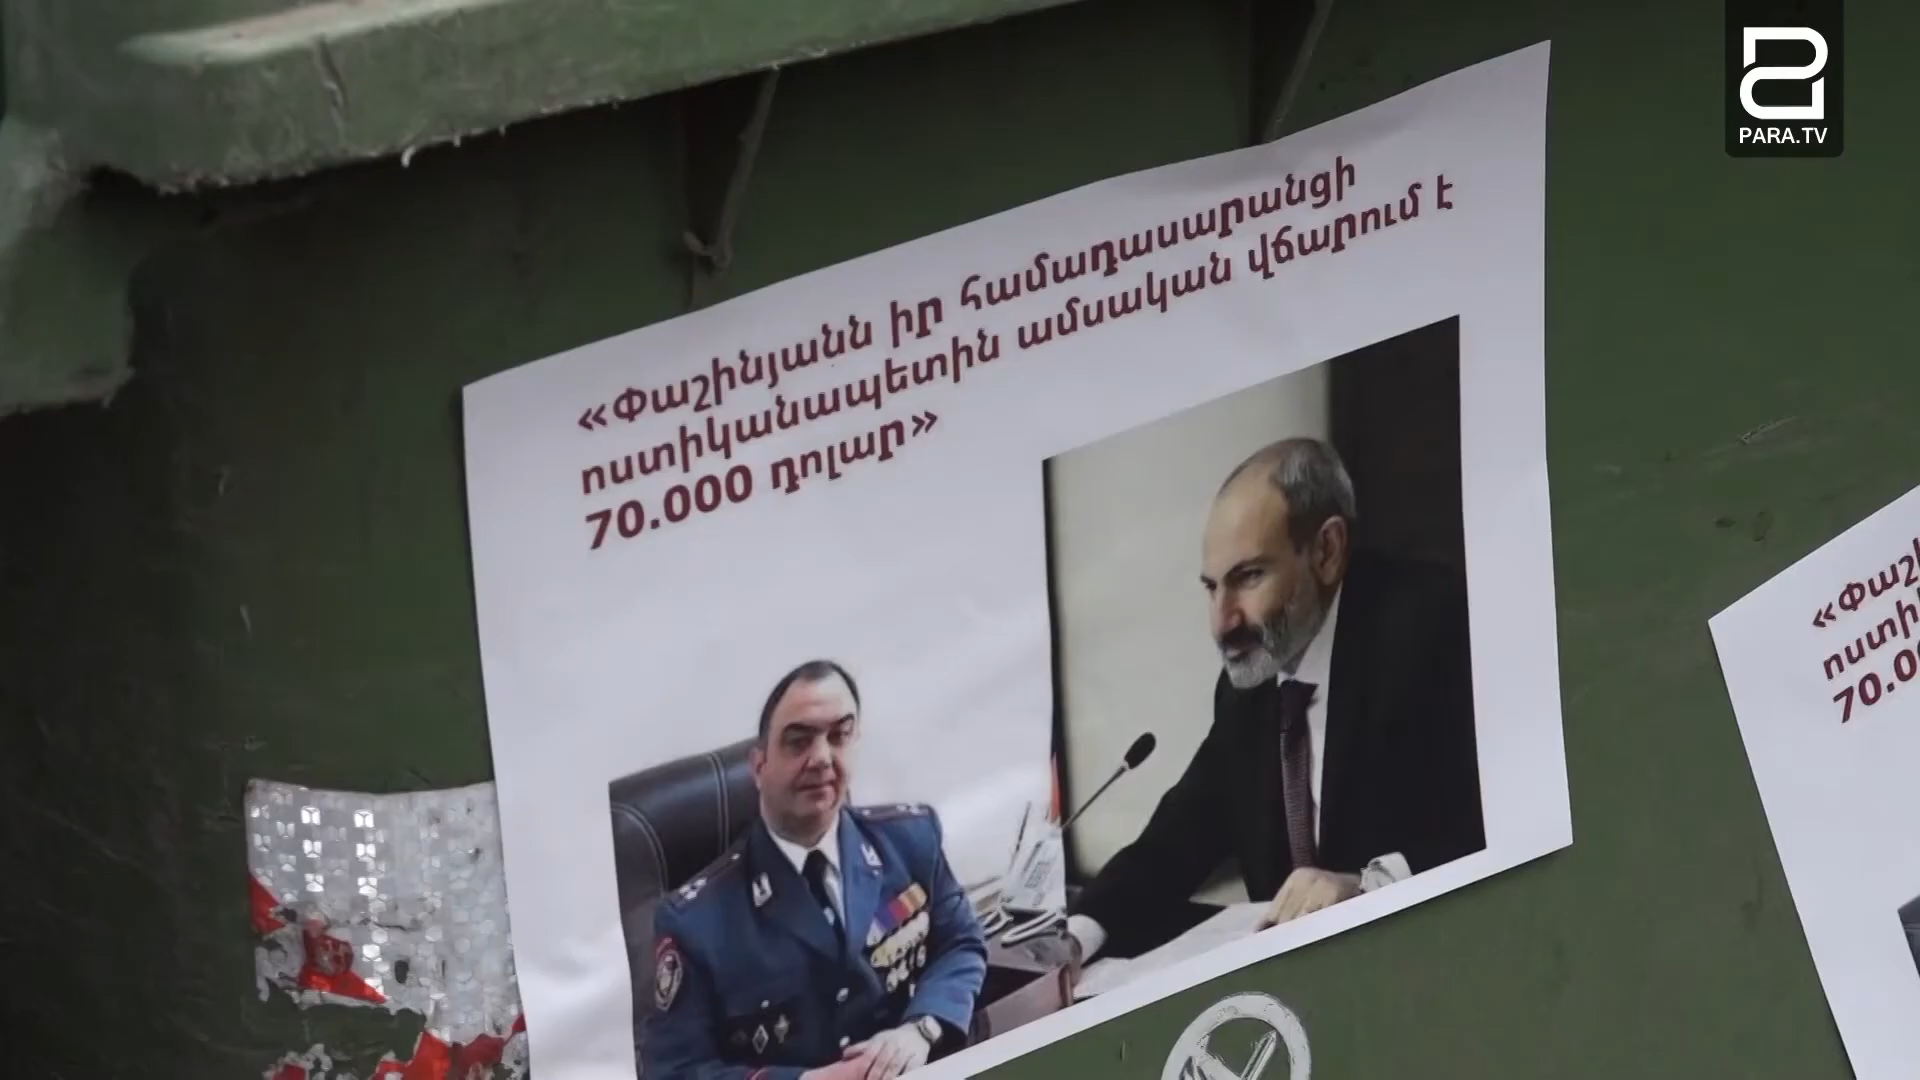 PARA.TV
«Փաշինյանն իր համադասարանցի
ոստիկանապետին ամսական վճարում է
70.000 դոլար»
«Փաշ
ոստի
70.0